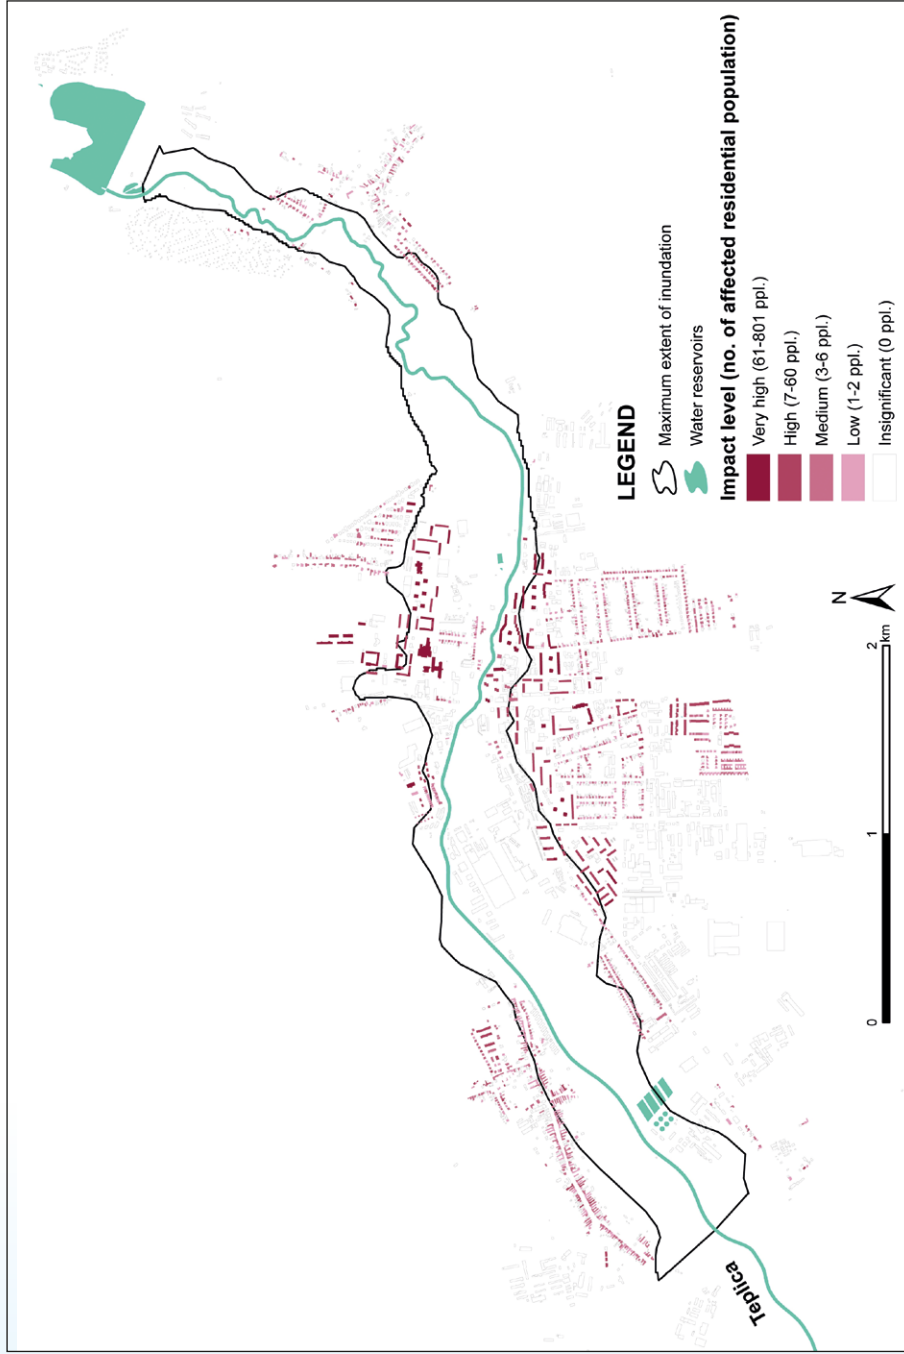 LEGEND
Maximum extent of inundation
Water reservoirs
Impact level (no. of affected residential population)
Very high (61-801 ppl.)
High (7-60 ppl.)
Medium (3-6 ppl.)
Low (1-2 ppl.)
Insignificant (0 ppl.)
N
0 1 2 km
Teplica